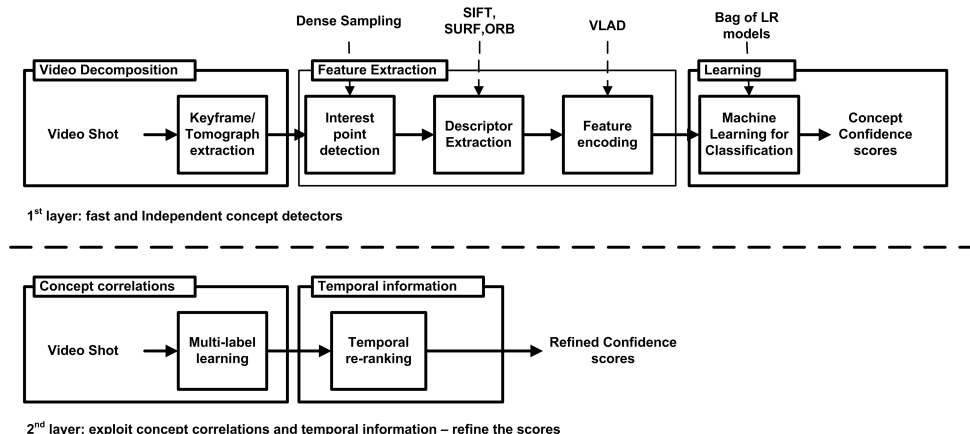 Dense Sampling
SIFT,
SURF,ORB
VLAD
Bag of LR
models
Video Decomposition
Feature Extraction
Learning
Video Shot
Keyframe/
Tomograph
extraction
Interest
point
detection
Descriptor
Extraction
Feature
encoding
Machine
Learning for
Classification
Concept
Confidence
scores
1st layer: fast and Independent concept detectors
Concept correlations
Temporal information
Video Shot
Multi-label
learning
Temporal
re-ranking
Refined Confidence
scores
2nd layer: exploit concept correlations and temporal information – refine the scores